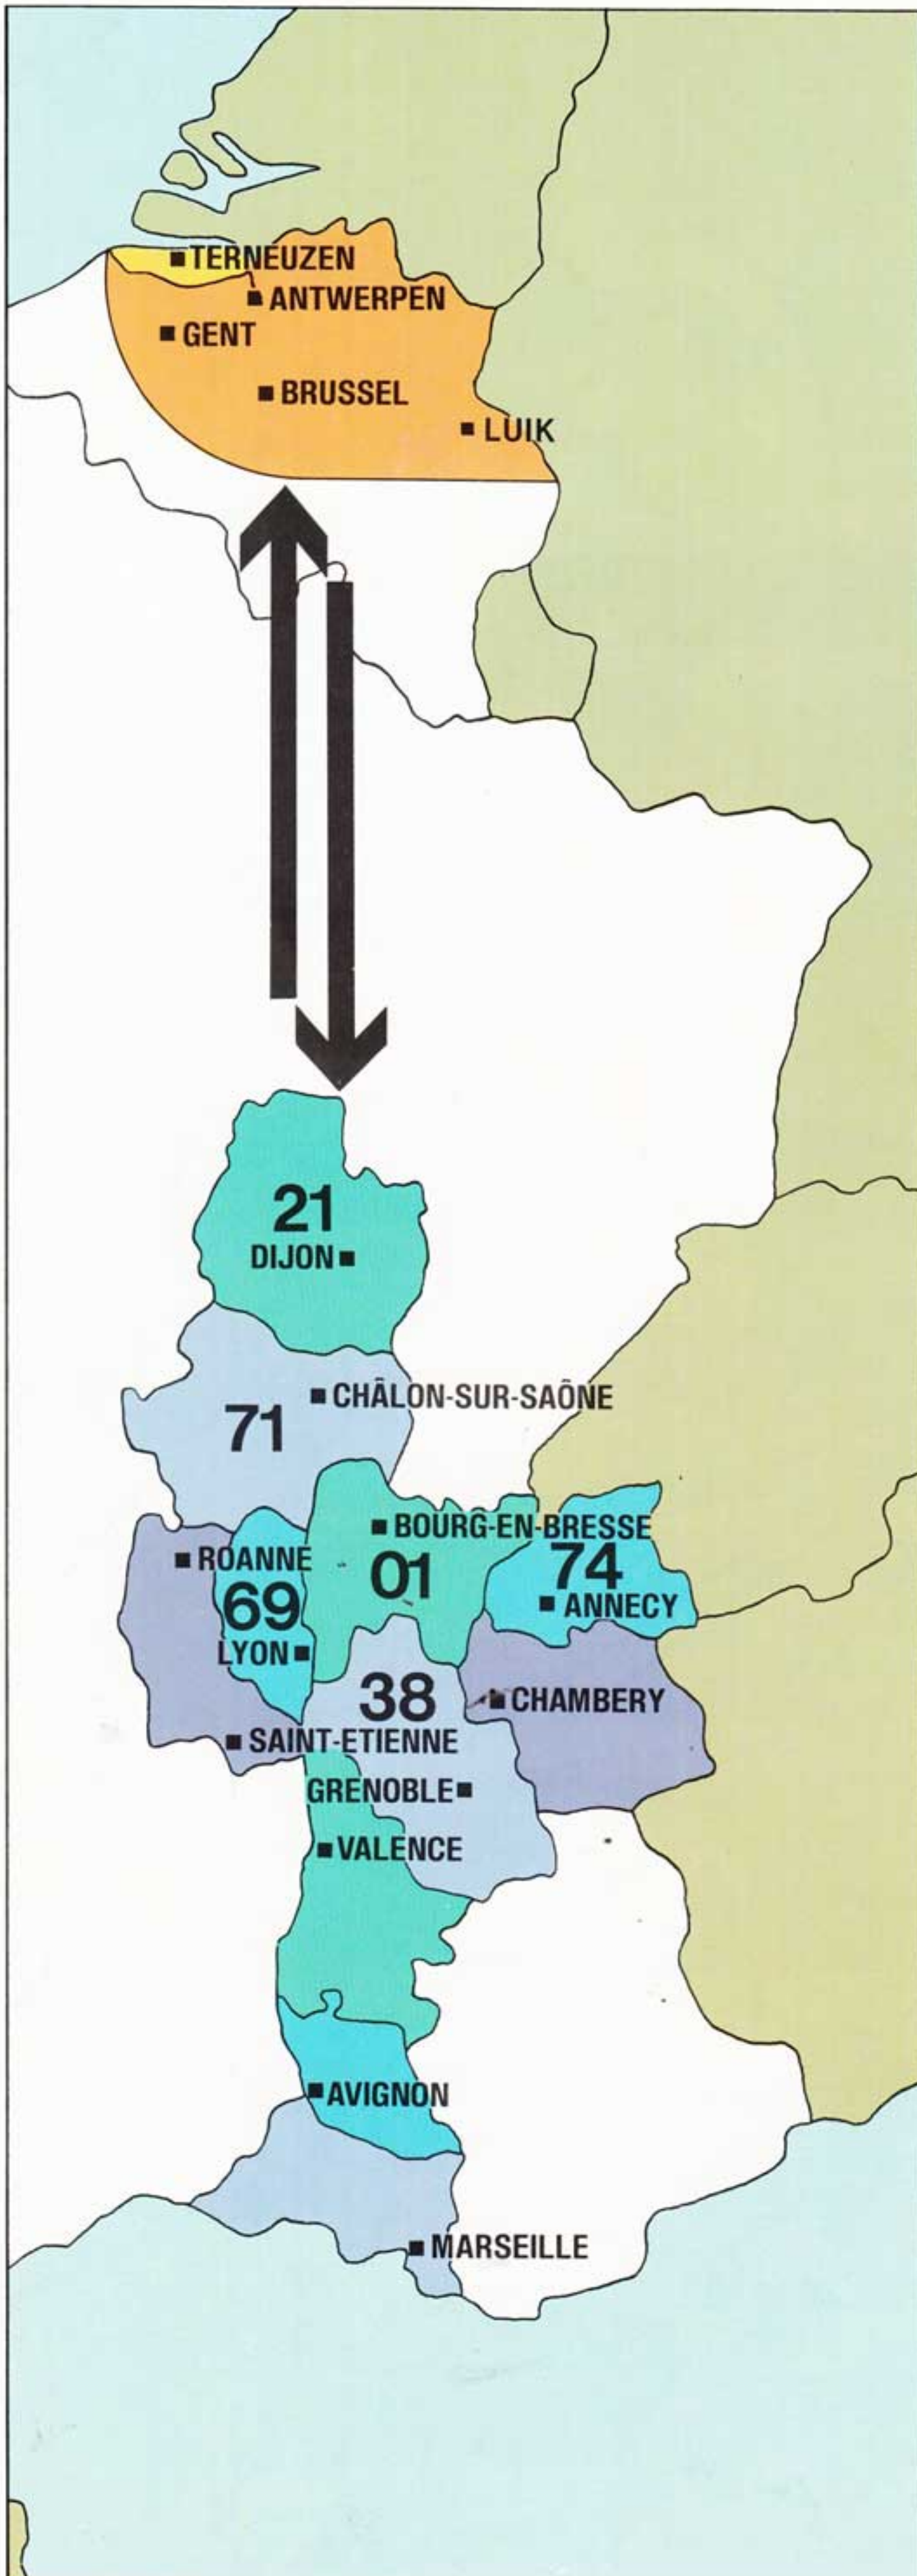 TERNEUZEN
ANTWERPEN
GENT
BRUSSEL
LUIK
21
DIJON
CHÂLON-SUR-SAÔNE
71
BOURG-EN-BRESSE
ROANNE
01
74
69
ANNECY
LYON
38
CHAMBERY
SAINT-ETIENNE
GRENOBLE
VALENCE
AVIGNON
MARSEILLE